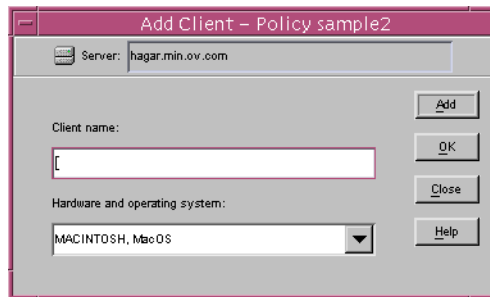 Add Client – Policy sample2
Server: hagar.min.ov.com
Add
Client name:
OK
[
Close
Hardware and operating system:
Help
MACINTOSH, MacOS